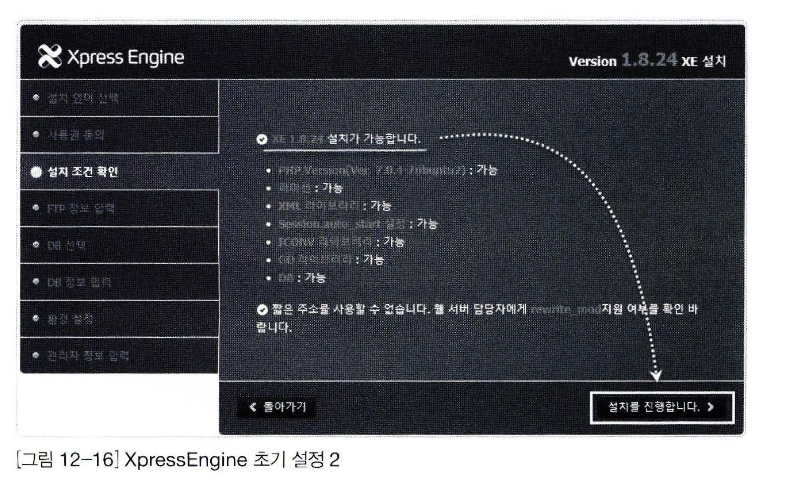 Xpress Engine
Version 1.8.24 XE 설치
설치 언어 선택
사용권 동의
설치 조건 확인
FTP 정보 입력
DB 선택
DB 정보 입력
환경 설정
관리자 정보 입력
XE 1.8.24 설치가 가능합니다.
PHP Version(Ver. 7.0.4-7ubuntu2) : 가능
퍼미션 : 가능
XML 라이브러리 : 가능
Session.auto_start 설정 : 가능
ICONV 라이브러리 : 가능
GD 라이브러리 : 가능
DB : 가능
짧은 주소를 사용할 수 없습니다. 웹 서버 담당자에게 rewrite_mod지원 여부를 확인 바
랍니다.
돌아가기
설치를 진행합니다.
[그림 12-16] XpressEngine 초기 설정 2